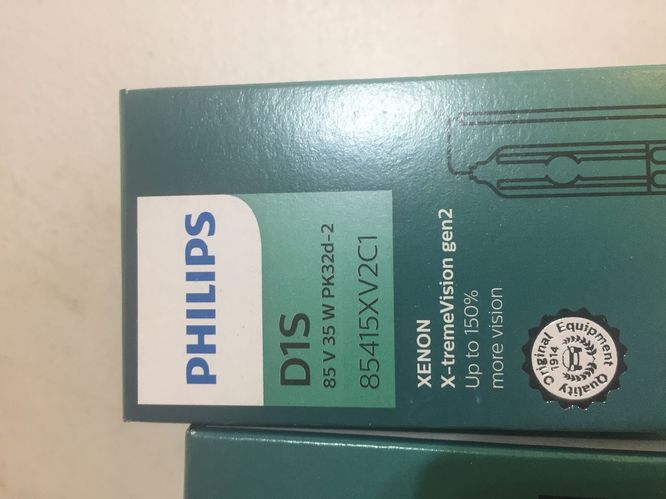 PHILIPS
D1S
85 V 35 W PK32d-2
85415XV2C1
XENON
X-tremeVision gen2
Up to 150%
more vision
Original Equipment Quality
1914